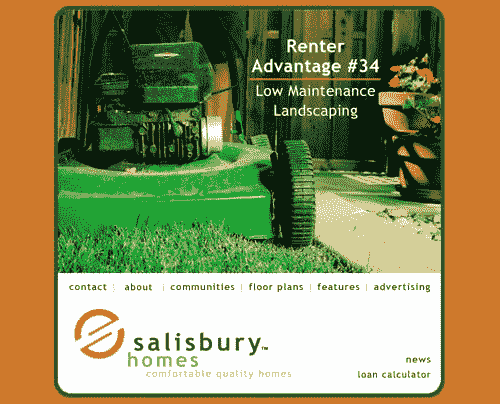 Renter
Advantage #34
Low Maintenance
Landscaping
contact | about | communities | floor plans | features | advertising
salisbury™
homes
comfortable quality homes
news
loan calculator